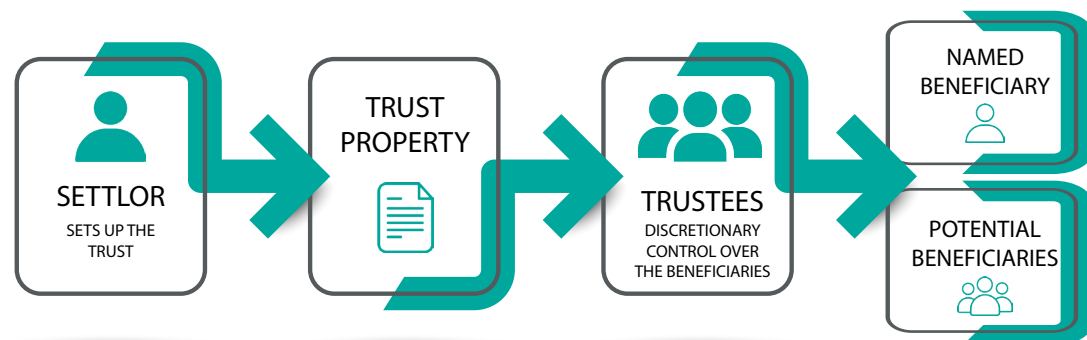 SETTLOR
SETS UP THE
TRUST
TRUST
PROPERTY
TRUSTEES
DISCRETIONARY
CONTROL OVER
THE BENEFICIARIES
NAMED
BENEFICIARY
POTENTIAL
BENEFICIARIES